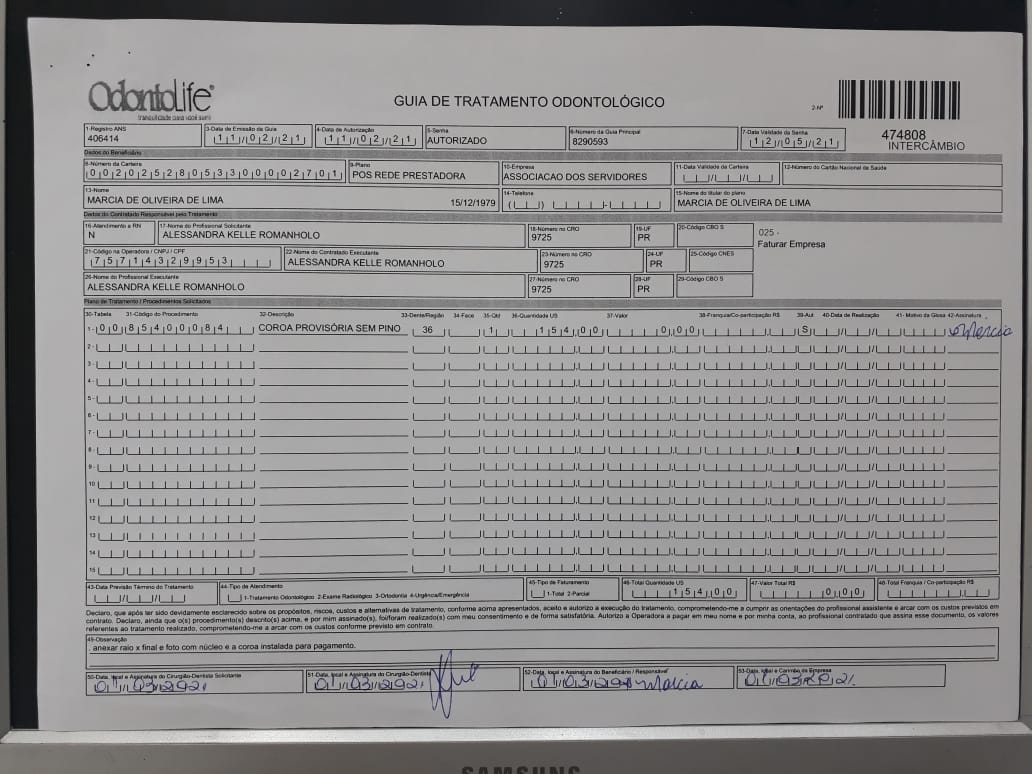 OdontoLife®
tranquilidade para você sorrir
GUIA DE TRATAMENTO ODONTOLÓGICO
2-Nº
474808
INTERCÂMBIO
1-Registro ANS
406414
3-Data de Emissão da Guia
11/02/21
4-Data de Autorização
11/02/21
5-Senha
AUTORIZADO
6-Número da Guia Principal
8290593
7-Data Validade da Senha
12/05/21
Dados do Beneficiário
8-Número da Carteira
00202528053300002701
9-Plano
POS REDE PRESTADORA
10-Empresa
ASSOCIACAO DOS SERVIDORES
11-Data Validade da Carteira
12-Número do Cartão Nacional de Saúde
13-Nome
MARCIA DE OLIVEIRA DE LIMA 15/12/1979
14-Telefone
15-Nome do titular do plano
MARCIA DE OLIVEIRA DE LIMA
Dados do Contratado Responsável pelo Tratamento
16-Atendimento a RN
N
17-Nome do Profissional Solicitante
ALESSANDRA KELLE ROMANHOLO
18-Número no CRO
9725
19-UF
PR
20-Código CBO S
025 -
Faturar Empresa
21-Código na Operadora / CNPJ / CPF
75714329953
22-Nome do Contratado Executante
ALESSANDRA KELLE ROMANHOLO
23-Número no CRO
9725
24-UF
PR
25-Código CNES
26-Nome do Profissional Executante
ALESSANDRA KELLE ROMANHOLO
27-Número no CRO
9725
28-UF
PR
29-Código CBO S
Plano de Tratamento / Procedimentos Solicitados
30-Tabela 31-Código do Procedimento 32-Descrição 33-Dente/Região 34-Face 35-Qtd 36-Quantidade US 37-Valor 38-Franquia/Co-participação R$ 39-Aut 40-Data de Realização 41- Motivo da Glosa 42-Assinatura
1- 00 85400084 COROA PROVISÓRIA SEM PINO 36 1 154,00 0,00 S Marcia
2-
3-
4-
5-
6-
7-
8-
9-
10
11
12
13
14
15
43-Data Previsão Término do Tratamento
44-Tipo de Atendimento
1-Tratamento Odontológico 2-Exame Radiológico 3-Ortodontia 4-Urgência/Emergência
45-Tipo de Faturamento
1-Total 2-Parcial
46-Total Quantidade US
154,00
47-Valor Total R$
0,00
48-Total Franquia / Co-participação R$
Declaro, que após ter sido devidamente esclarecido sobre os propósitos, riscos, custos e alternativas de tratamento, conforme acima apresentados, aceito e autorizo a execução do tratamento, comprometendo-me a cumprir as orientações do profissional assistente e arcar com os custos previstos em
contrato. Declaro, ainda que o(s) procedimento(s) descrito(s) acima, e por mim assinado(s), foi/foram realizado(s) com meu consentimento e de forma satisfatória. Autorizo a Operadora a pagar em meu nome e por minha conta, ao profissional contratado que assina esse documento, os valores
referentes ao tratamento realizado, comprometendo-me a arcar com os custos conforme previsto em contrato.
49-Observação
. anexar raio x final e foto com núcleo e a coroa instalada para pagamento.
50-Data, local e Assinatura do Cirurgião-Dentista Solicitante
01/03/2021
51-Data, local e Assinatura do Cirurgião-Dentista
01/03/2021
52-Data, local e Assinatura do Beneficiário / Responsável
01/03/2021 Marcia
53-Data, local e Carimbo da Empresa
01/03/2021
SAMSUNG